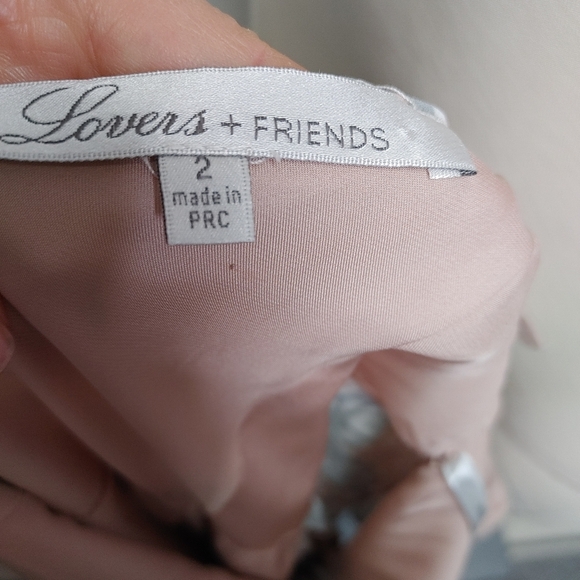 Lovers + FRIENDS
2
made in
PRC